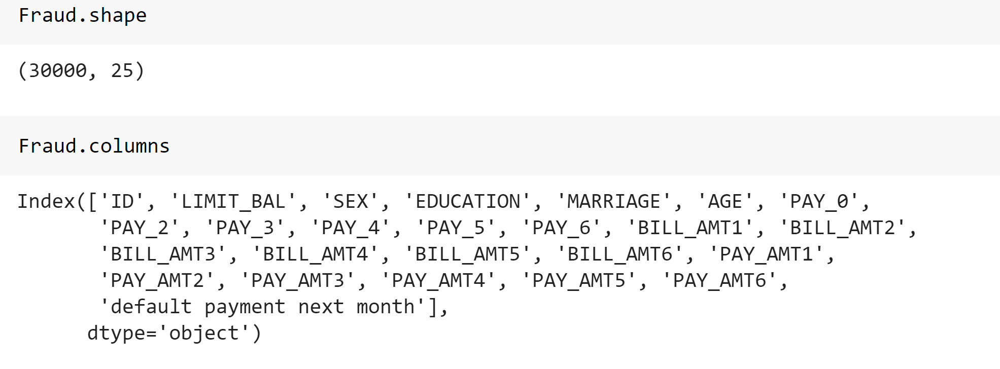 Fraud.shape
(30000, 25)
Fraud.columns
Index(['ID', 'LIMIT_BAL', 'SEX', 'EDUCATION', 'MARRIAGE', 'AGE', 'PAY_0',
'PAY_2', 'PAY_3', 'PAY_4', 'PAY_5', 'PAY_6', 'BILL_AMT1', 'BILL_AMT2',
'BILL_AMT3', 'BILL_AMT4', 'BILL_AMT5', 'BILL_AMT6', 'PAY_AMT1',
'PAY_AMT2', 'PAY_AMT3', 'PAY_AMT4', 'PAY_AMT5', 'PAY_AMT6',
'default payment next month'],
dtype='object')